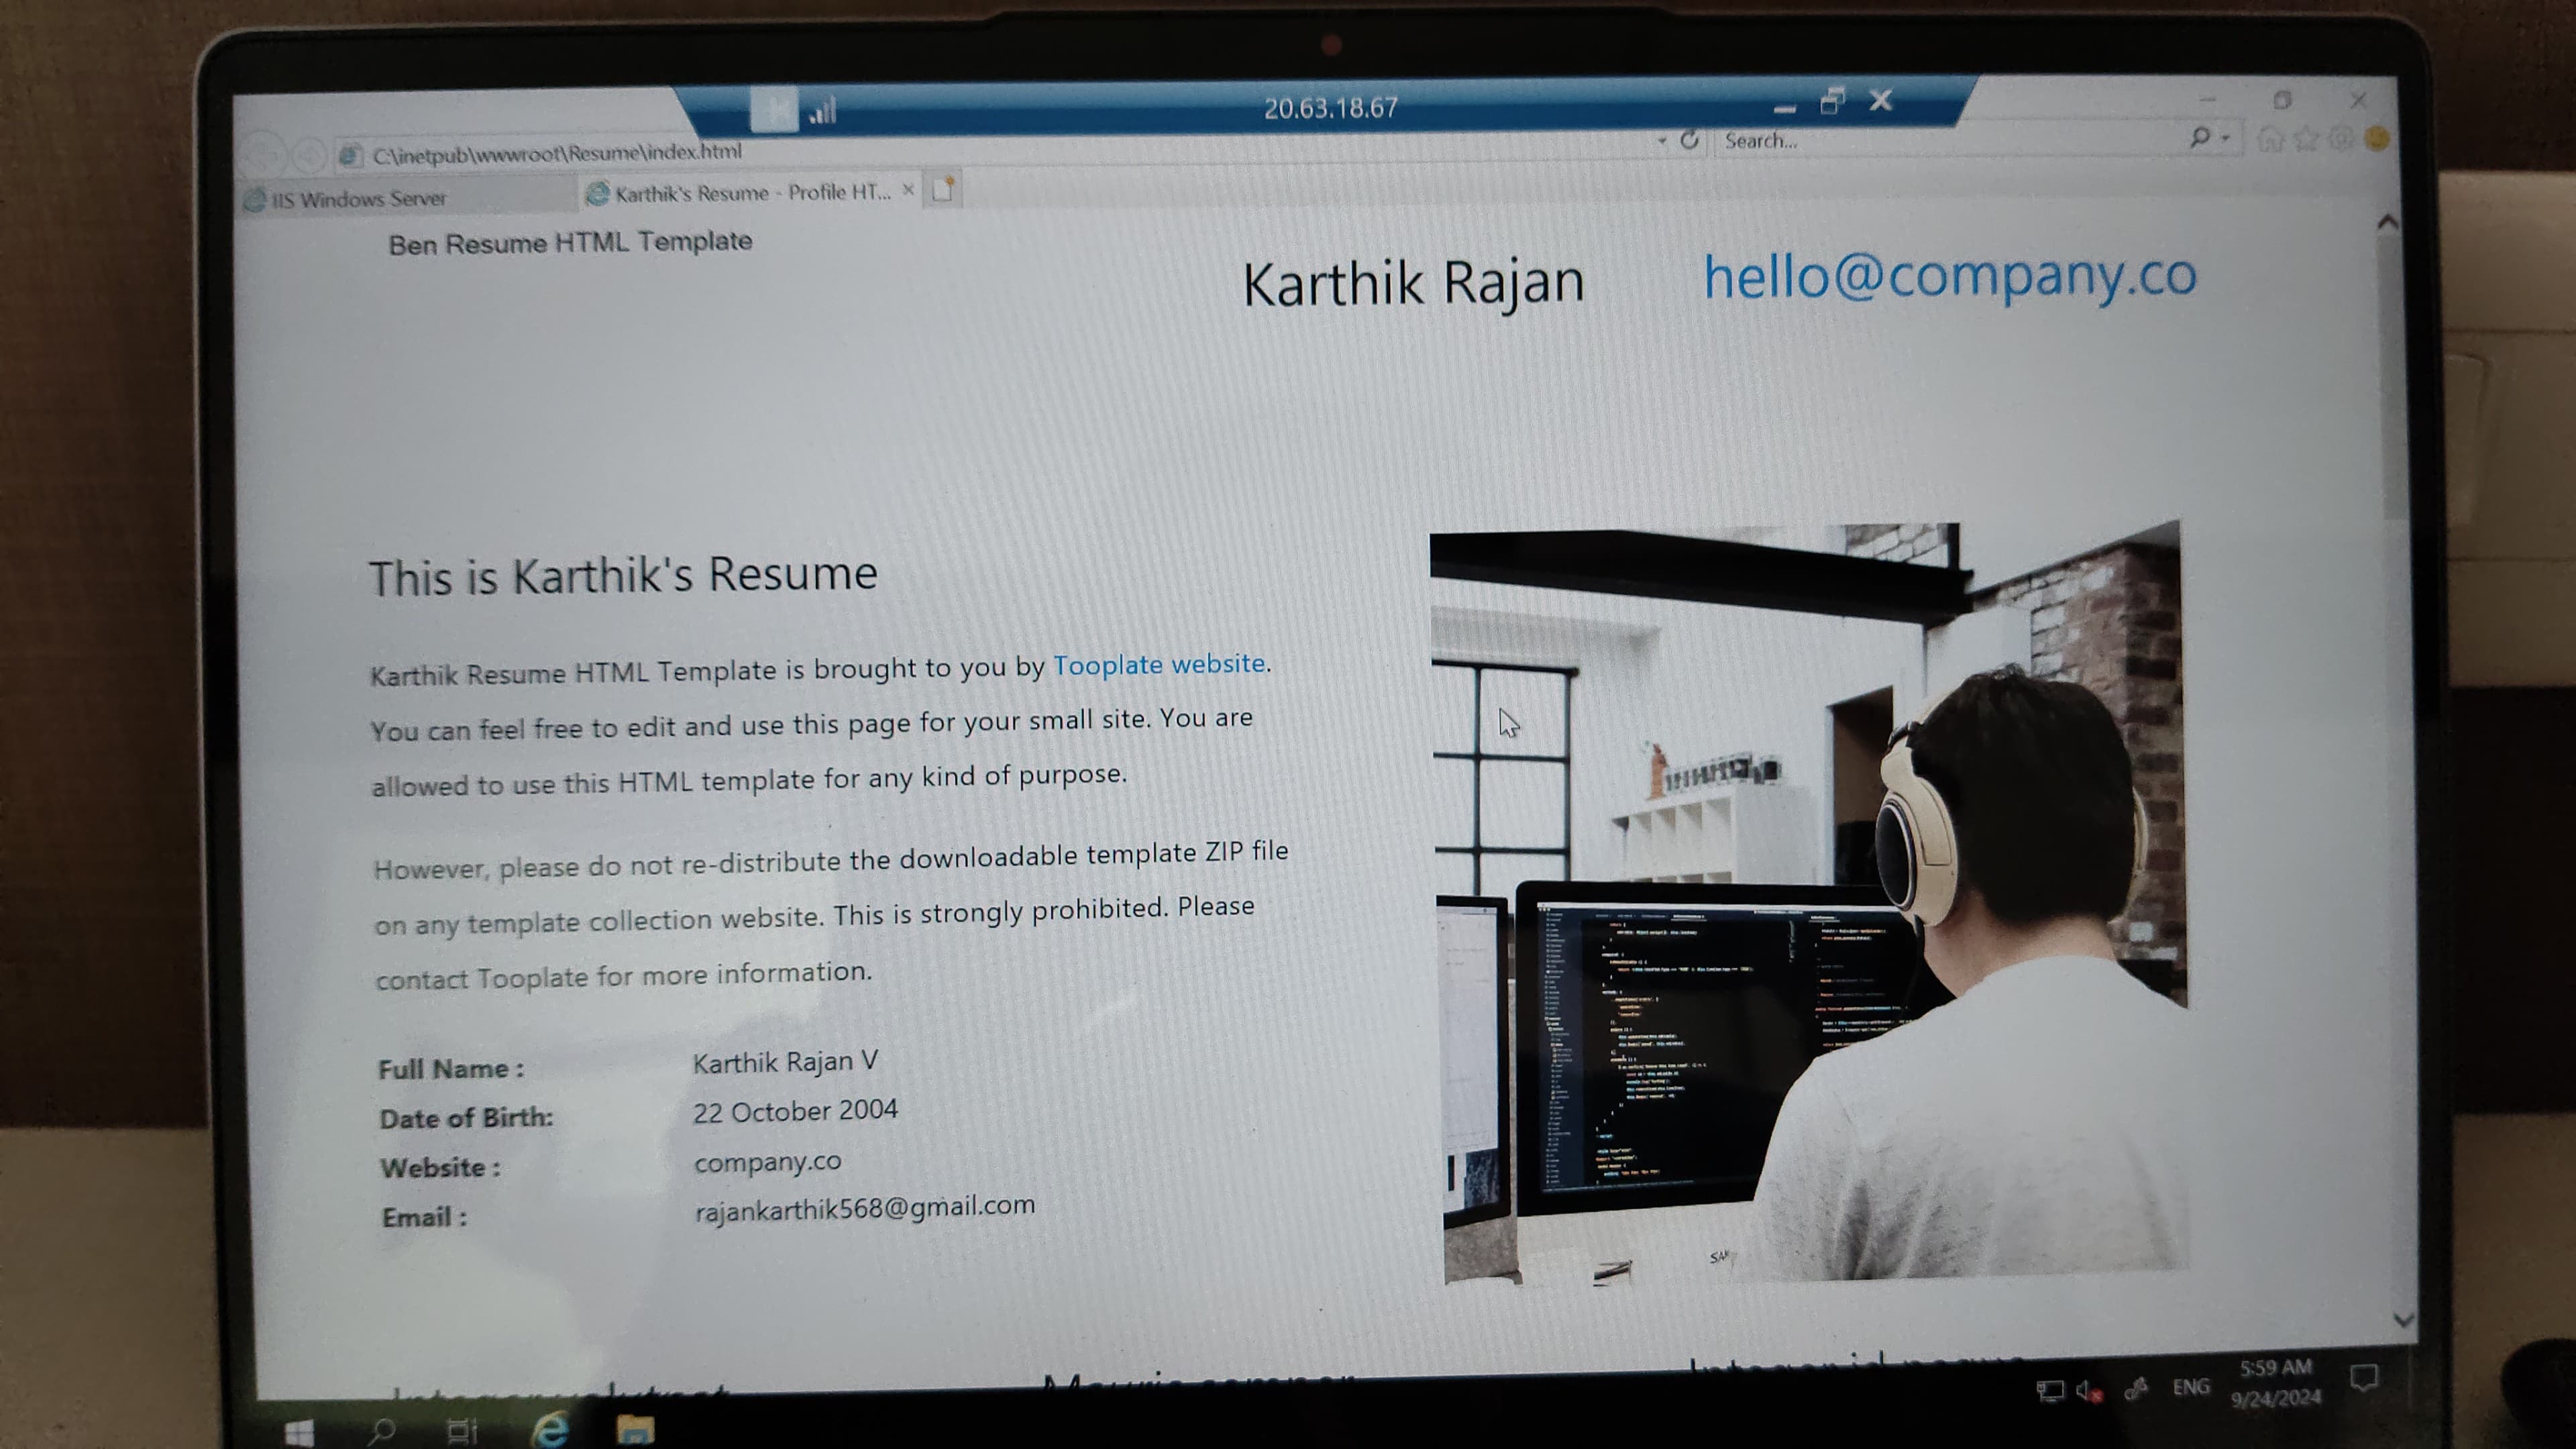 20.63.18.67
C:\inetpub\wwwroot\Resume\index.html
Search...
IIS Windows Server
Karthik's Resume - Profile HT...
Ben Resume HTML Template
Karthik Rajan
hello@company.co
This is Karthik's Resume
Karthik Resume HTML Template is brought to you by Tooplate website.
You can feel free to edit and use this page for your small site. You are
allowed to use this HTML template for any kind of purpose.
However, please do not re-distribute the downloadable template ZIP file
on any template collection website. This is strongly prohibited. Please
contact Tooplate for more information.
Full Name : Karthik Rajan V
Date of Birth: 22 October 2004
Website : company.co
Email : rajankarthik568@gmail.com
ENG
5:59 AM
9/24/2024